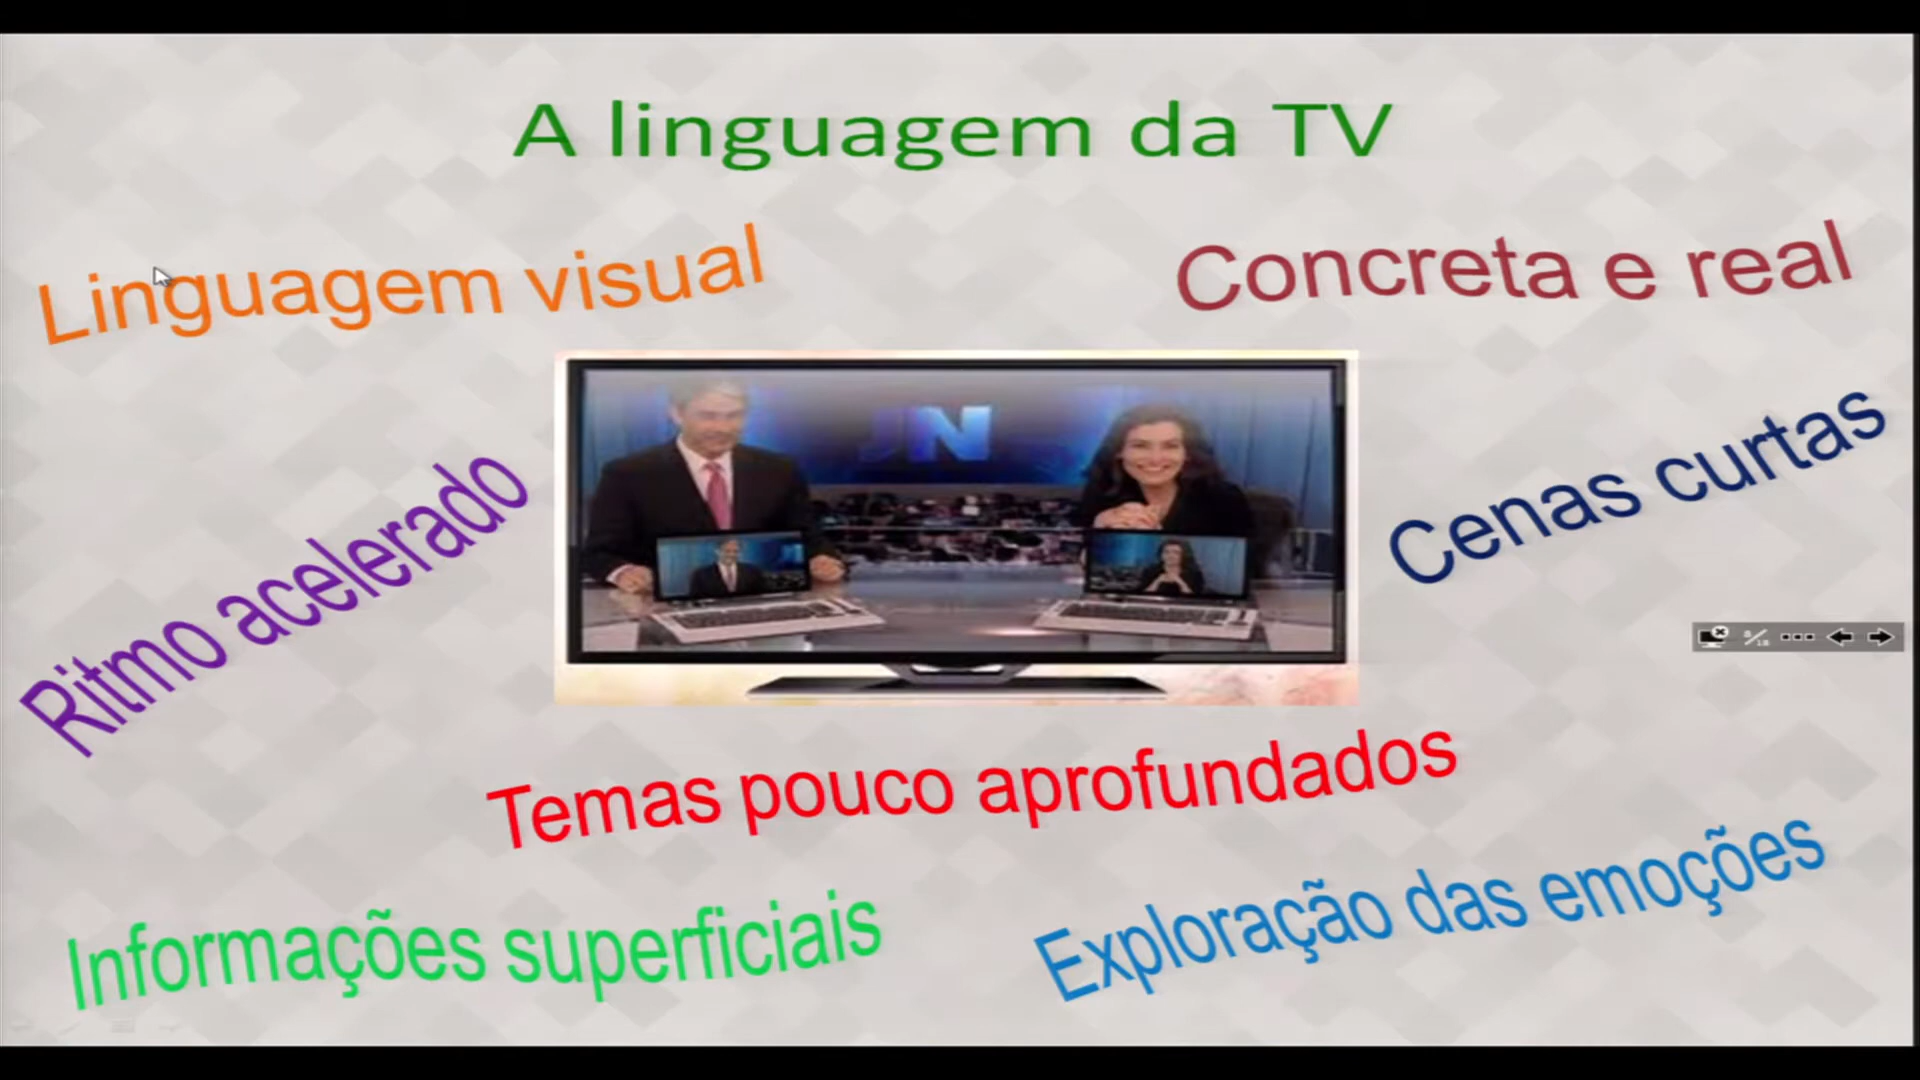 A linguagem da TV
Linguagem visual
Concreta e real
JN
Ritmo acelerado
Cenas curtas
Temas pouco aprofundados
Informações superficiais
Exploração das emoções